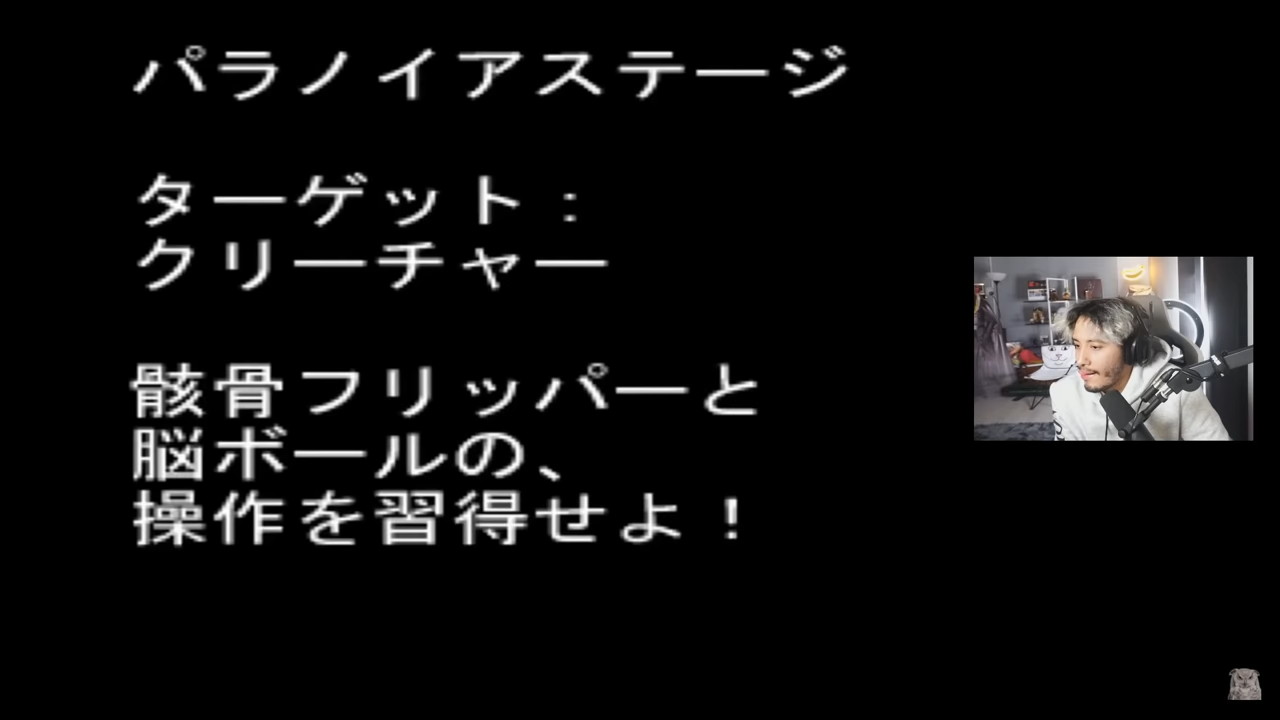 パラノイアステージ
ターゲット：
クリーチャー
骸骨フリッパーと
脳ボールの、
操作を習得せよ！